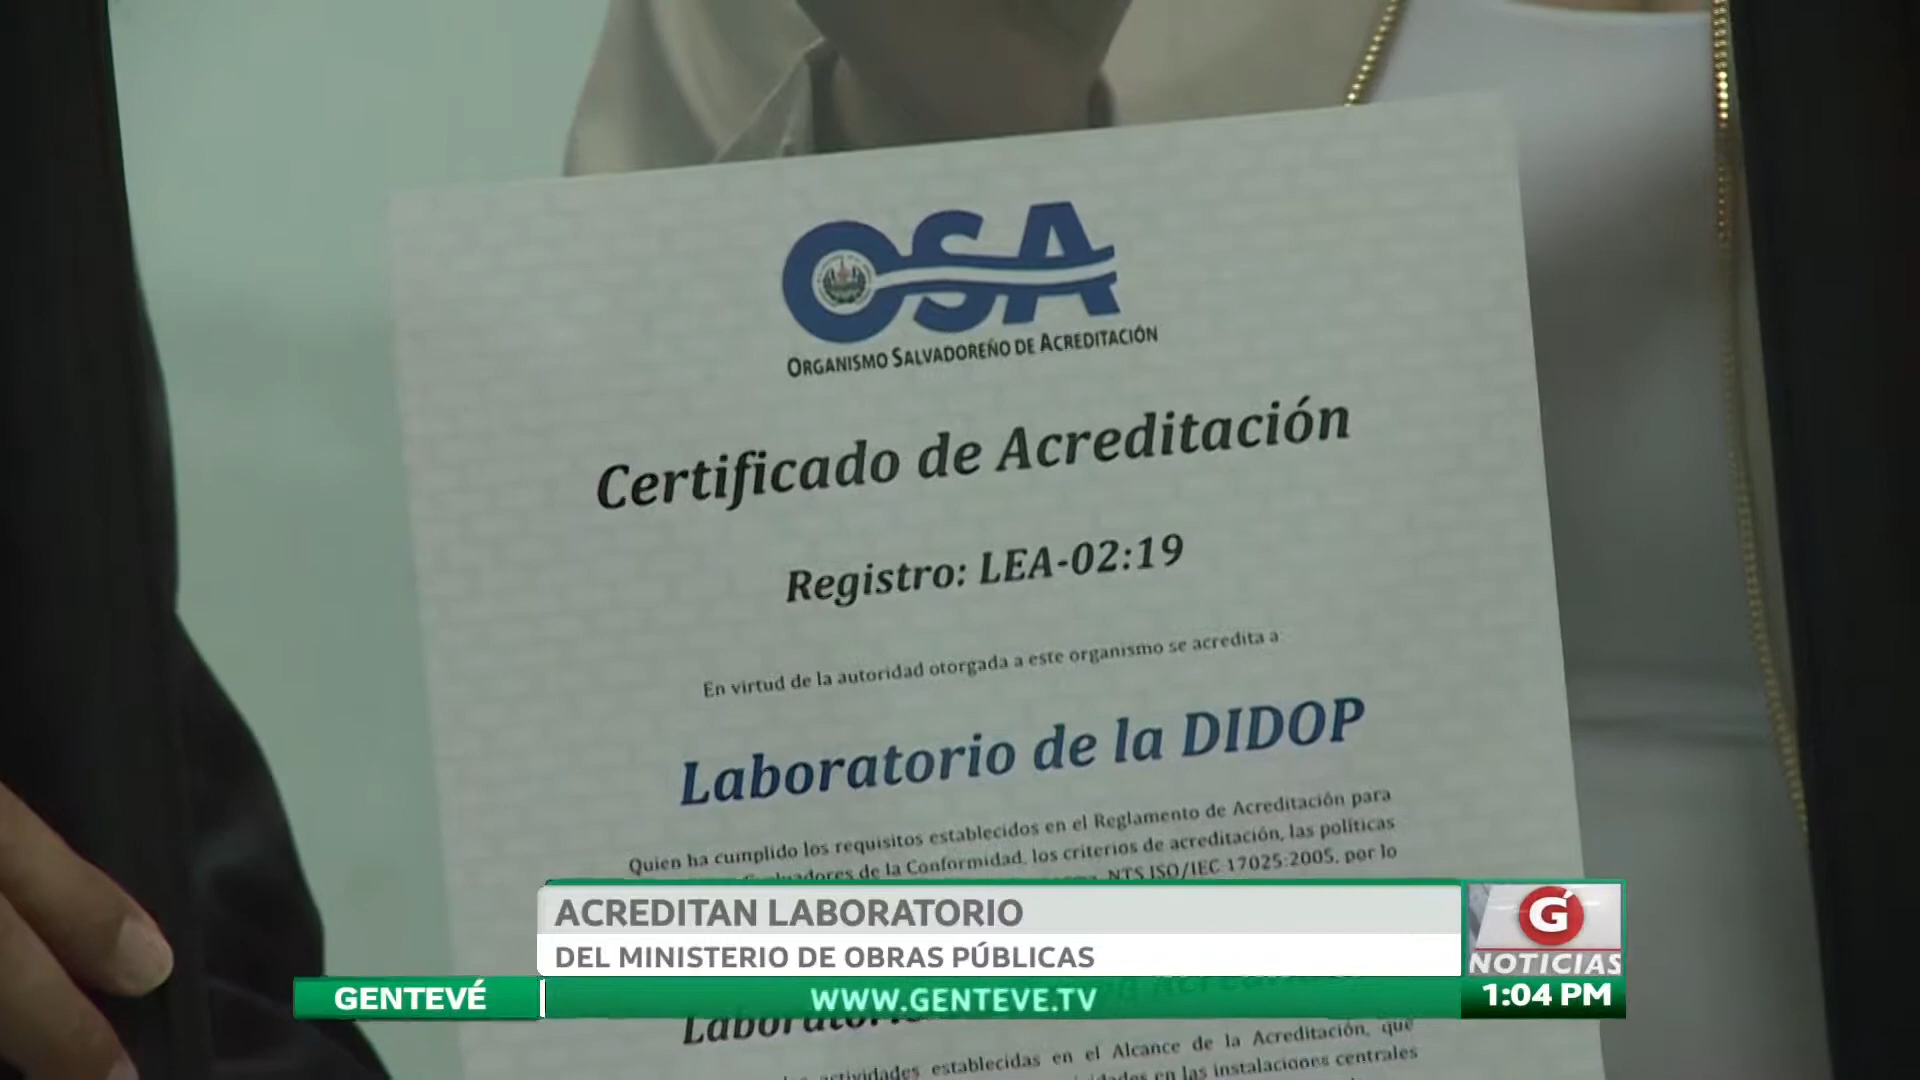 OSA
ORGANISMO SALVADOREÑO DE ACREDITACIÓN
Certificado de Acreditación
Registro: LEA-02:19
En virtud de la autoridad otorgada a este organismo se acredita a:
Laboratorio de la DIDOP
Quien ha cumplido los requisitos establecidos en el Reglamento de Acreditación para
de la Conformidad, los criterios de acreditación, las políticas
NTS ISO/IEC 17025:2005, por lo
ACREDITAN LABORATORIO
DEL MINISTERIO DE OBRAS PÚBLICAS
G
NOTICIAS
1:04 PM
GENTEVÉ
WWW.GENTEVE.TV
establecidas en el Alcance de la Acreditación, que
en las instalaciones centrales